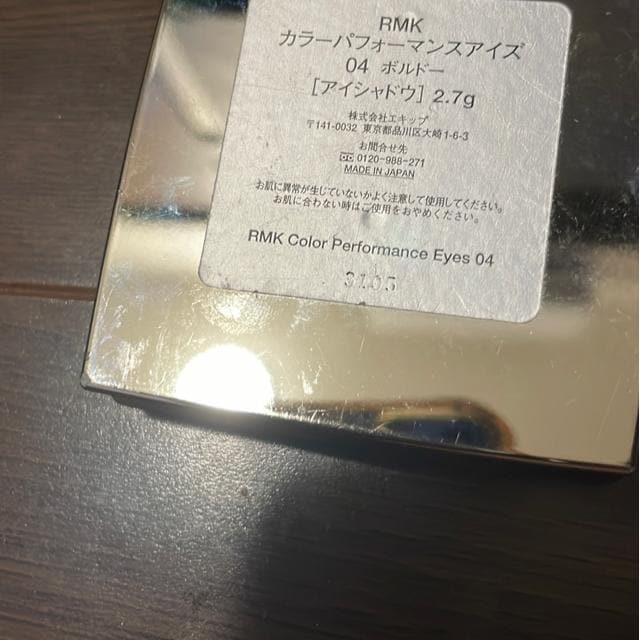 RMK
カラーパフォーマンスアイズ
04 ボルドー
[アイシャドウ] 2.7g
株式会社エキップ
〒141-0032 東京都品川区大崎1-6-3
お問合せ先
0120-988-271
MADE IN JAPAN
お肌に異常が生じていないかよく注意して使用してください。
お肌に合わない時はご使用をおやめください。
RMK Color Performance Eyes 04